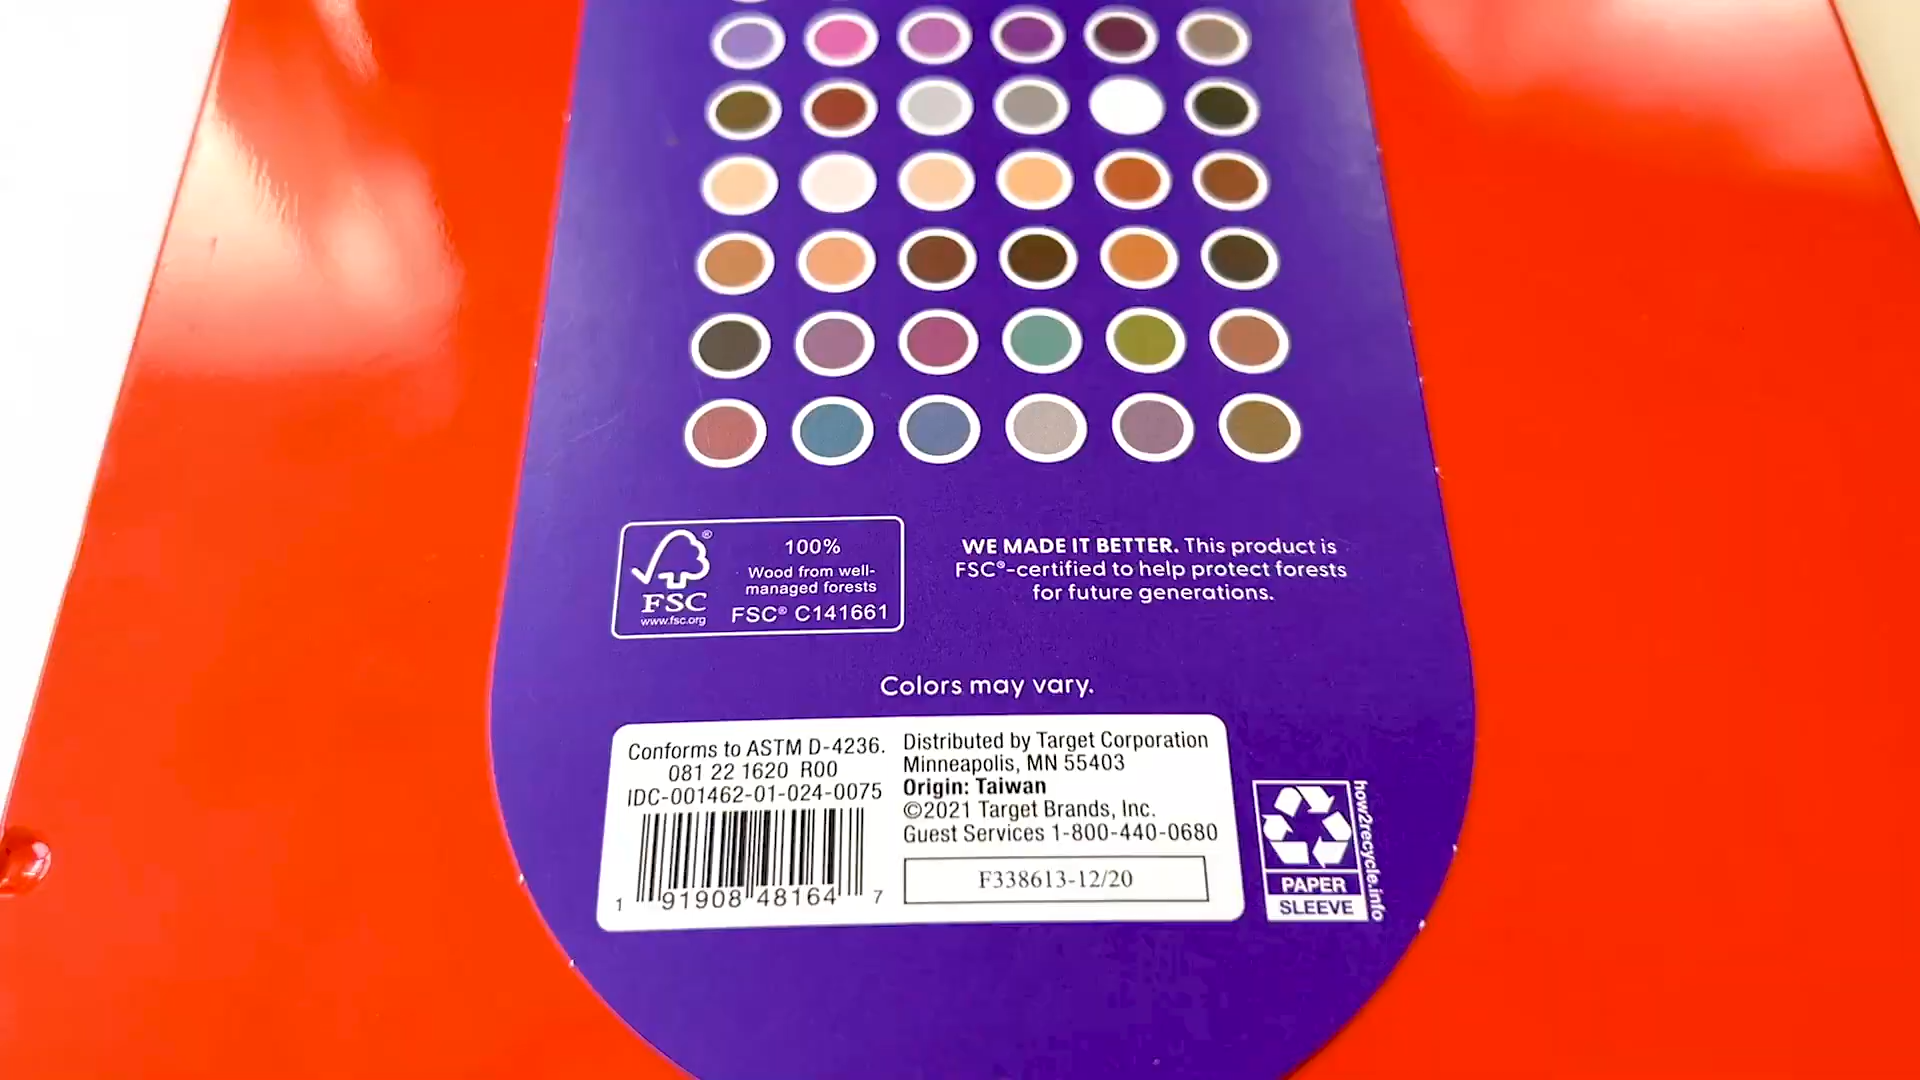 100%
Wood from well-
managed forests
FSC® C141661
®
FSC
www.fsc.org
WE MADE IT BETTER. This product is
FSC®-certified to help protect forests
for future generations.
Colors may vary.
Conforms to ASTM D-4236.
081 22 1620 R00
IDC-001462-01-024-0075
1 91908 48164 7
Distributed by Target Corporation
Minneapolis, MN 55403
Origin: Taiwan
©2021 Target Brands, Inc.
Guest Services 1-800-440-0680
F338613-12/20
PAPER
SLEEVE
how2recycle.info